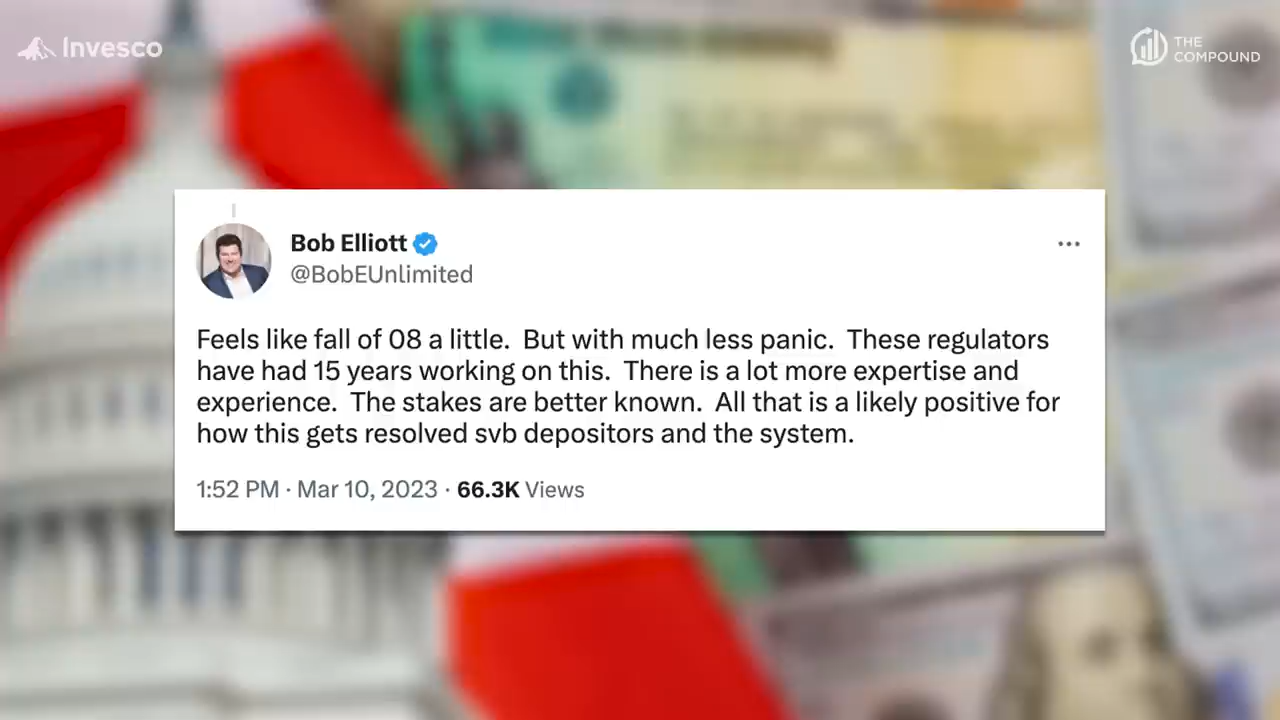 Invesco
THE
COMPOUND
Bob Elliott
@BobEUnlimited
Feels like fall of 08 a little.  But with much less panic.  These regulators
have had 15 years working on this.  There is a lot more expertise and
experience.  The stakes are better known.  All that is a likely positive for
how this gets resolved svb depositors and the system.
1:52 PM · Mar 10, 2023 · 66.3K Views